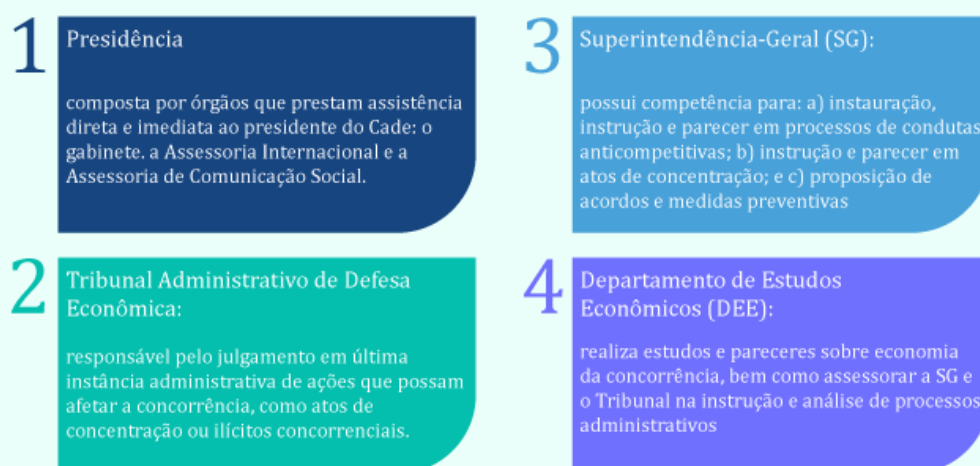 1
Presidência
composta por órgãos que prestam assistência
direta e imediata ao presidente do Cade: o
gabinete. a Assessoria Internacional e a
Assessoria de Comunicação Social.
2
Tribunal Administrativo de Defesa
Econômica:
responsável pelo julgamento em última
instância administrativa de ações que possam
afetar a concorrência, como atos de
concentração ou ilícitos concorrenciais.
3
Superintendência-Geral (SG):
possui competência para: a) instauração,
instrução e parecer em processos de condutas
anticompetitivas; b) instrução e parecer em
atos de concentração; e c) proposição de
acordos e medidas preventivas
4
Departamento de Estudos
Econômicos (DEE):
realiza estudos e pareceres sobre economia
da concorrência, bem como assessorar a SG e
o Tribunal na instrução e análise de processos
administrativos